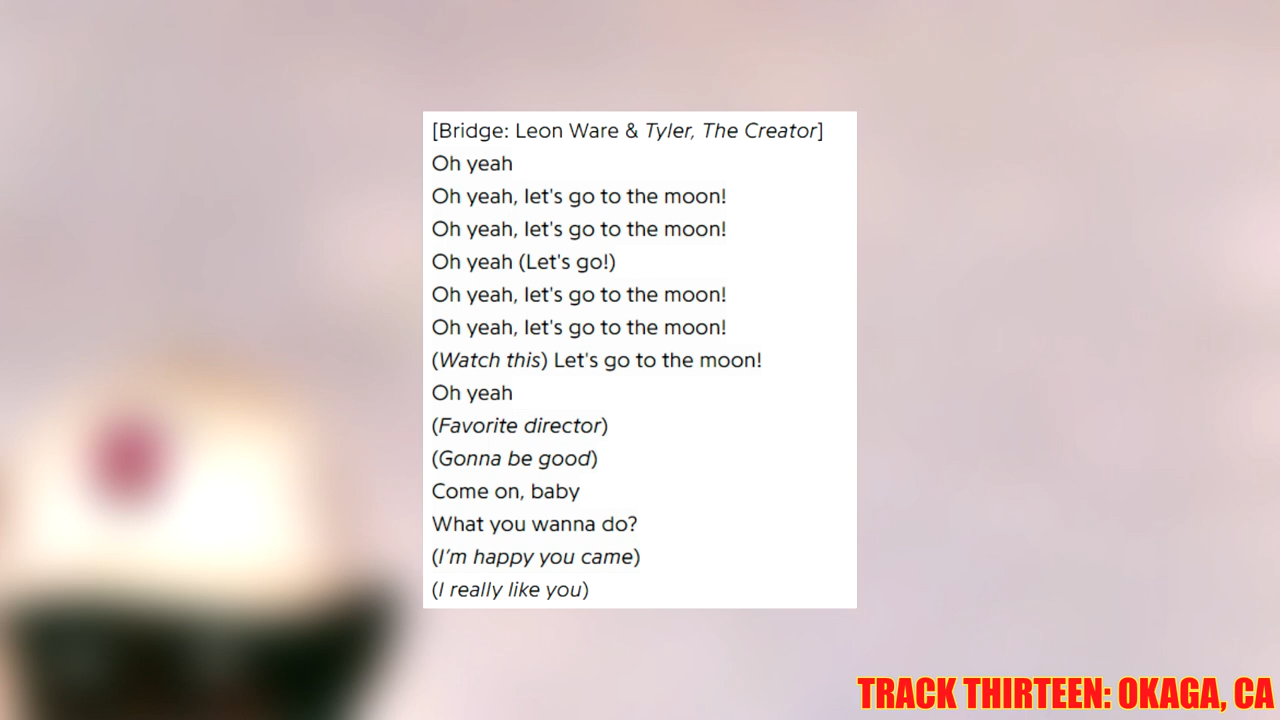 [Bridge: Leon Ware & Tyler, The Creator]
Oh yeah
Oh yeah, let's go to the moon!
Oh yeah, let's go to the moon!
Oh yeah (Let's go!)
Oh yeah, let's go to the moon!
Oh yeah, let's go to the moon!
(Watch this) Let's go to the moon!
Oh yeah
(Favorite director)
(Gonna be good)
Come on, baby
What you wanna do?
(I’m happy you came)
(I really like you)
TRACK THIRTEEN: OKAGA, CA